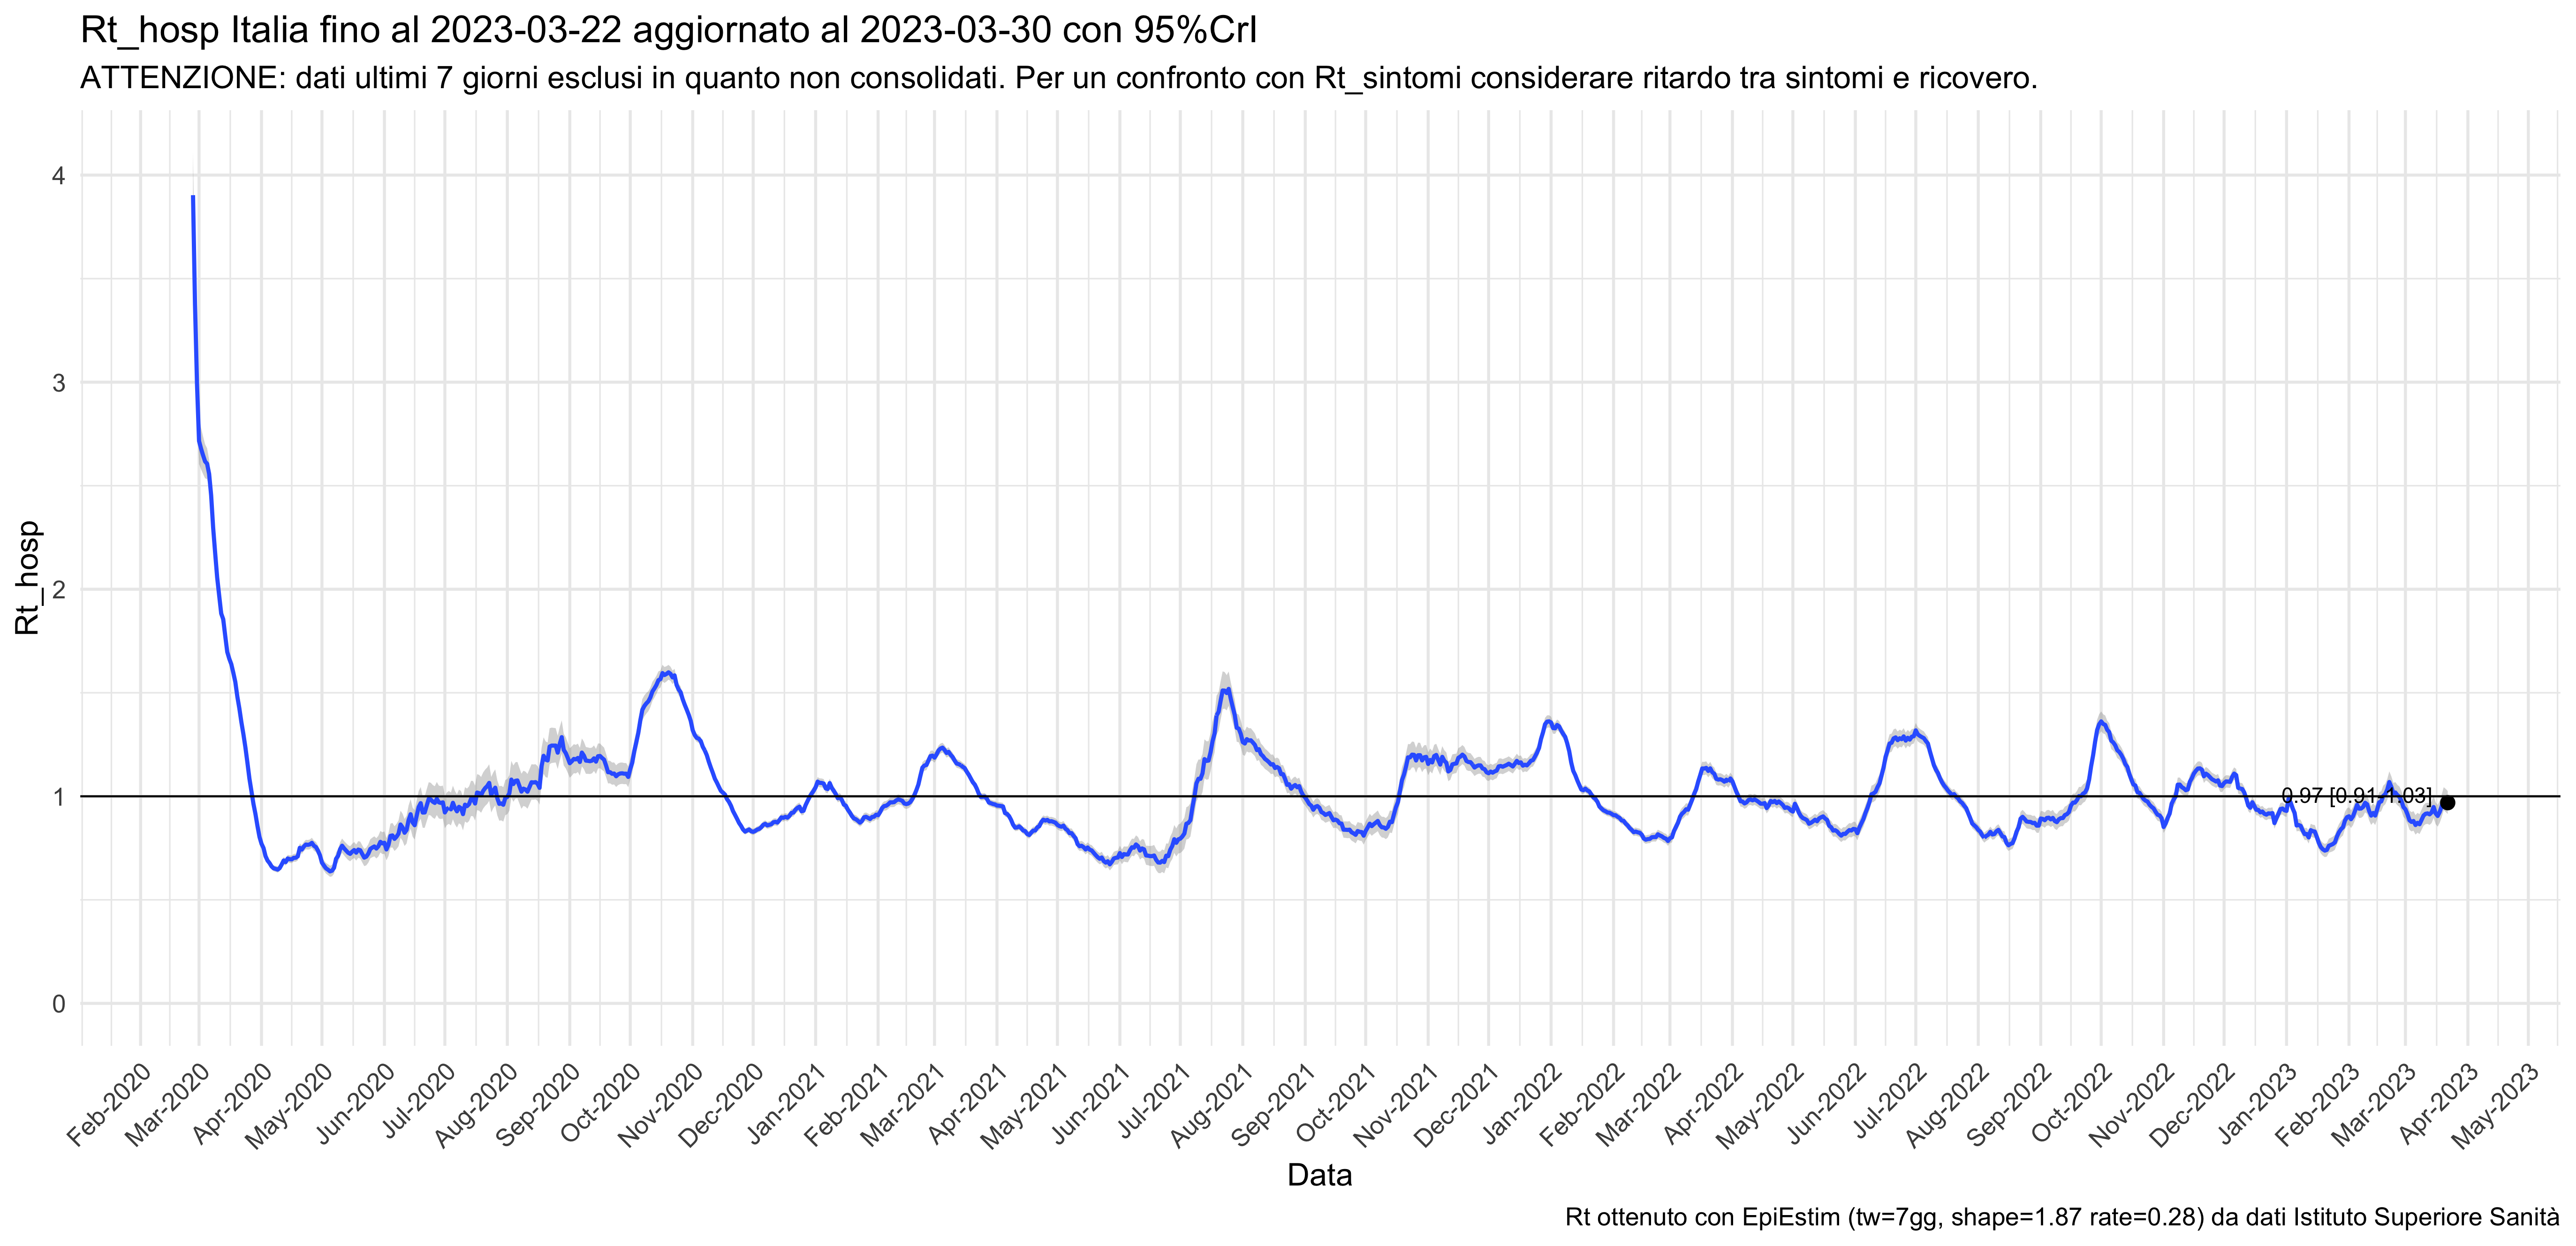 Rt_hosp Italia fino al 2023-03-22 aggiornato al 2023-03-30 con 95%CrI
ATTENZIONE: dati ultimi 7 giorni esclusi in quanto non consolidati. Per un confronto con Rt_sintomi considerare ritardo tra sintomi e ricovero.
Rt_hosp
4
3
2
1
0
0.97 [0.91-1.03]
Feb-2020
Mar-2020
Apr-2020
May-2020
Jun-2020
Jul-2020
Aug-2020
Sep-2020
Oct-2020
Nov-2020
Dec-2020
Jan-2021
Feb-2021
Mar-2021
Apr-2021
May-2021
Jun-2021
Jul-2021
Aug-2021
Sep-2021
Oct-2021
Nov-2021
Dec-2021
Jan-2022
Feb-2022
Mar-2022
Apr-2022
May-2022
Jun-2022
Jul-2022
Aug-2022
Sep-2022
Oct-2022
Nov-2022
Dec-2022
Jan-2023
Feb-2023
Mar-2023
Apr-2023
May-2023
Data
Rt ottenuto con EpiEstim (tw=7gg, shape=1.87 rate=0.28) da dati Istituto Superiore Sanità